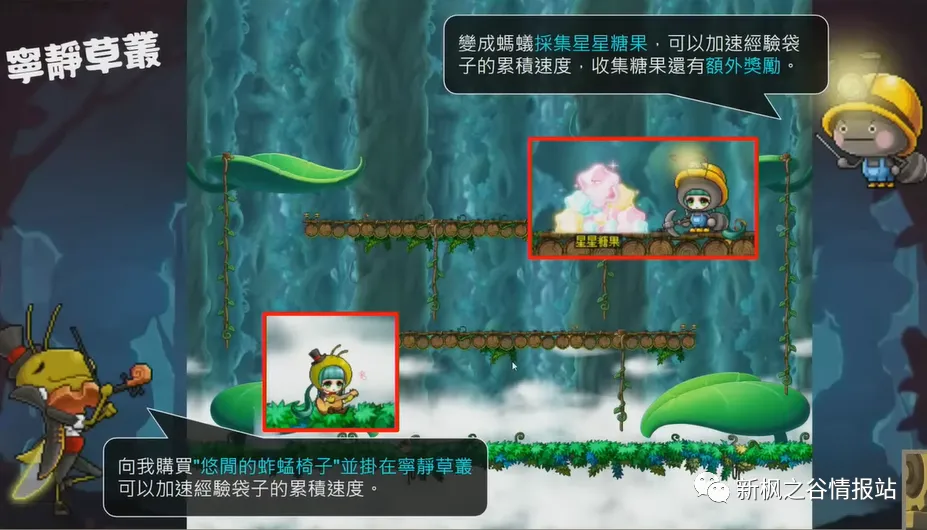 寧靜草叢
變成螞蟻採集星星糖果，可以加速經驗袋
子的累積速度，收集糖果還有額外獎勵。
星星糖果
向我購買"悠閒的蚱蜢椅子"並掛在寧靜草叢
可以加速經驗袋子的累積速度。
新枫之谷情报站